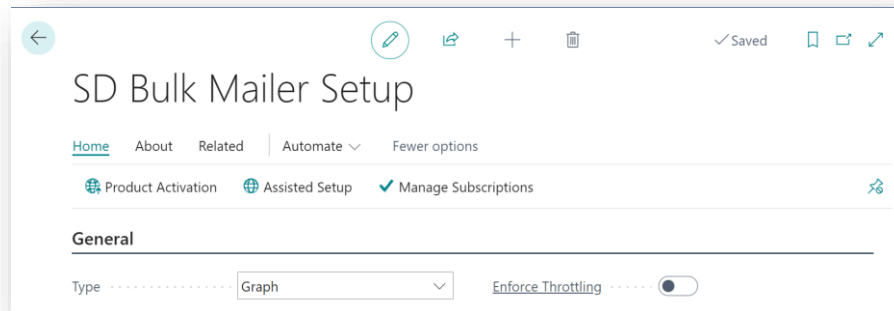 Saved
SD Bulk Mailer Setup
Home About Related Automate Fewer options
Product Activation Assisted Setup Manage Subscriptions
General
Type Graph Enforce Throttling